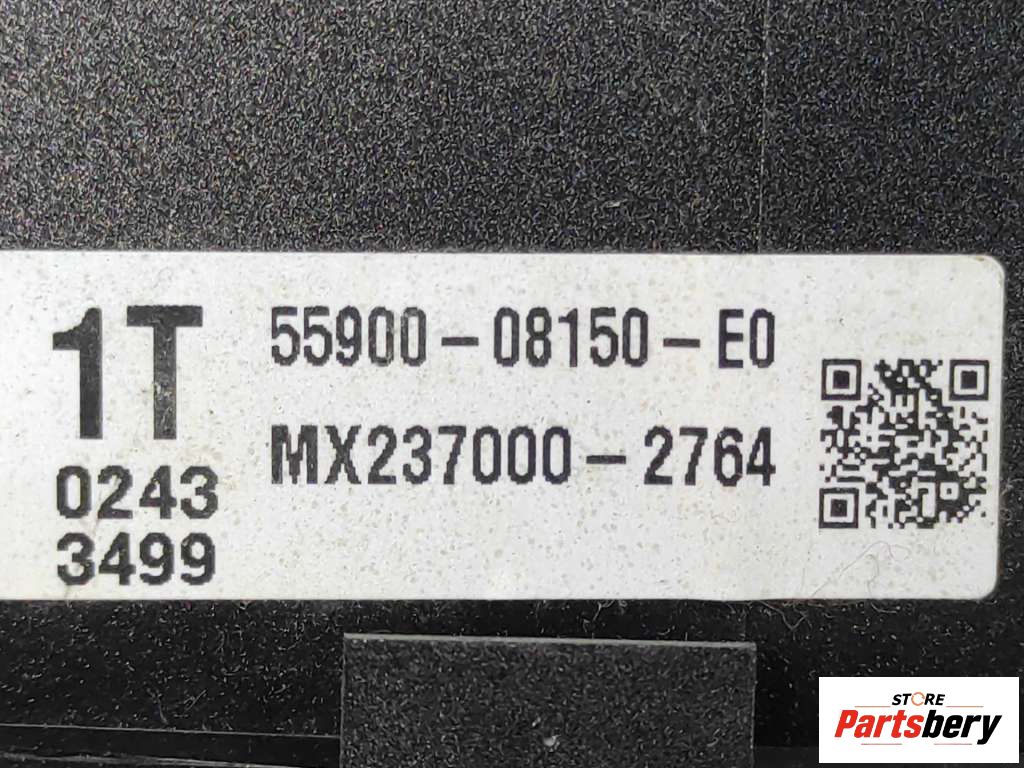 1T
55900-08150-E0
MX237000-2764
0243
3499
STORE
Partsbery